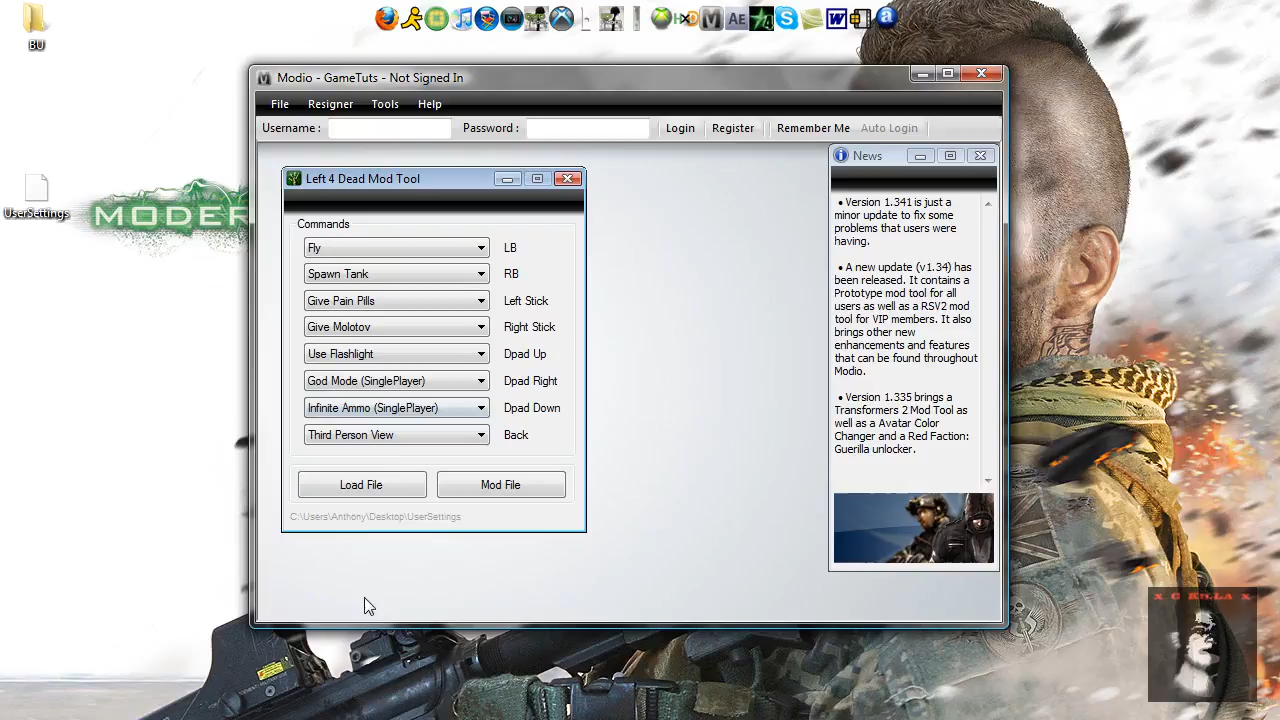 BU
UserSettings
MODER
HD
M
AE
W
a
Modio - GameTuts - Not Signed In
File Resigner Tools Help
Username : Password : Login Register Remember Me Auto Login
Left 4 Dead Mod Tool
Commands
Fly LB
Spawn Tank RB
Give Pain Pills Left Stick
Give Molotov Right Stick
Use Flashlight Dpad Up
God Mode (SinglePlayer) Dpad Right
Infinite Ammo (SinglePlayer) Dpad Down
Third Person View Back
Load File Mod File
C:\Users\Anthony\Desktop\UserSettings
News
• Version 1.341 is just a
minor update to fix some
problems that users were
having.
• A new update (v1.34) has
been released. It contains a
Prototype mod tool for all
users as well as a RSV2 mod
tool for VIP members. It also
brings other new
enhancements and features
that can be found throughout
Modio.
• Version 1.335 brings a
Transformers 2 Mod Tool as
well as a Avatar Color
Changer and a Red Faction:
Guerilla unlocker.
x G KILLA x